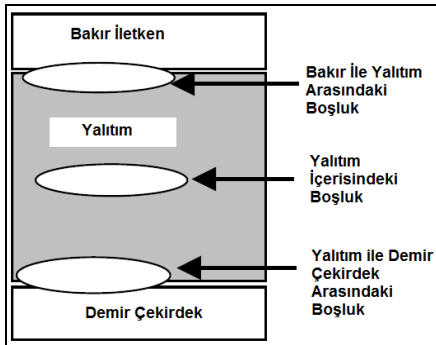 Bakır İletken
Bakır İle Yalıtım
Arasındaki
Boşluk
Yalıtım
Yalıtım
İçerisindeki
Boşluk
Yalıtım ile Demir
Çekirdek
Arasındaki
Boşluk
Demir Çekirdek